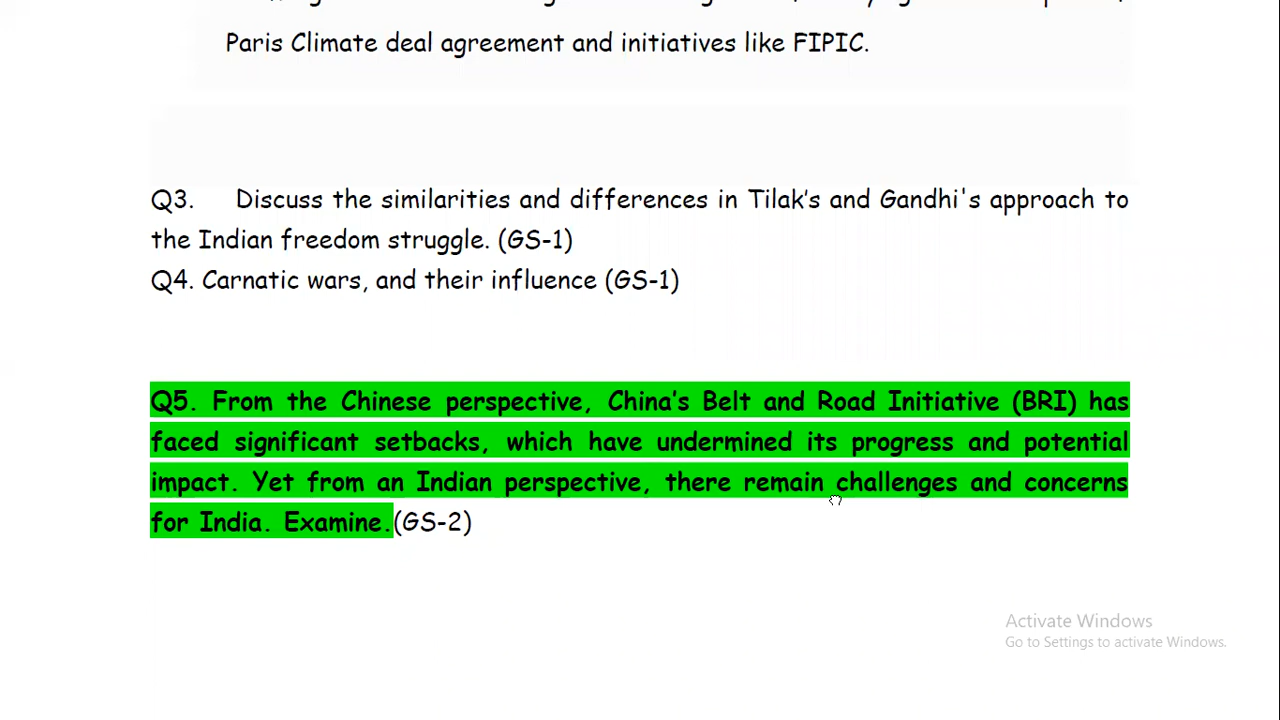 Paris Climate deal agreement and initiatives like FIPIC.
Q3. Discuss the similarities and differences in Tilak’s and Gandhi's approach to
the Indian freedom struggle. (GS-1)
Q4. Carnatic wars, and their influence (GS-1)
Q5. From the Chinese perspective, China’s Belt and Road Initiative (BRI) has
faced significant setbacks, which have undermined its progress and potential
impact. Yet from an Indian perspective, there remain challenges and concerns
for India. Examine.(GS-2)
Activate Windows
Go to Settings to activate Windows.